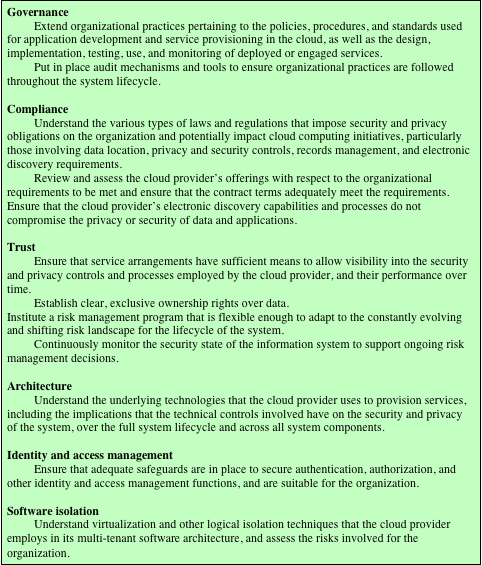 Governance
Extend organizational practices pertaining to the policies, procedures, and standards used
for application development and service provisioning in the cloud, as well as the design,
implementation, testing, use, and monitoring of deployed or engaged services.
Put in place audit mechanisms and tools to ensure organizational practices are followed
throughout the system lifecycle.
Compliance
Understand the various types of laws and regulations that impose security and privacy
obligations on the organization and potentially impact cloud computing initiatives, particularly
those involving data location, privacy and security controls, records management, and electronic
discovery requirements.
Review and assess the cloud provider's offerings with respect to the organizational
requirements to be met and ensure that the contract terms adequately meet the requirements.
Ensure that the cloud provider's electronic discovery capabilities and processes do not
compromise the privacy or security of data and applications.
Trust
Ensure that service arrangements have sufficient means to allow visibility into the security
and privacy controls and processes employed by the cloud provider, and their performance over
time.
Establish clear, exclusive ownership rights over data.
Institute a risk management program that is flexible enough to adapt to the constantly evolving
and shifting risk landscape for the lifecycle of the system.
Continuously monitor the security state of the information system to support ongoing risk
management decisions.
Architecture
Understand the underlying technologies that the cloud provider uses to provision services,
including the implications that the technical controls involved have on the security and privacy
of the system, over the full system lifecycle and across all system components.
Identity and access management
Ensure that adequate safeguards are in place to secure authentication, authorization, and
other identity and access management functions, and are suitable for the organization.
Software isolation
Understand virtualization and other logical isolation techniques that the cloud provider
employs in its multi-tenant software architecture, and assess the risks involved for the
organization.